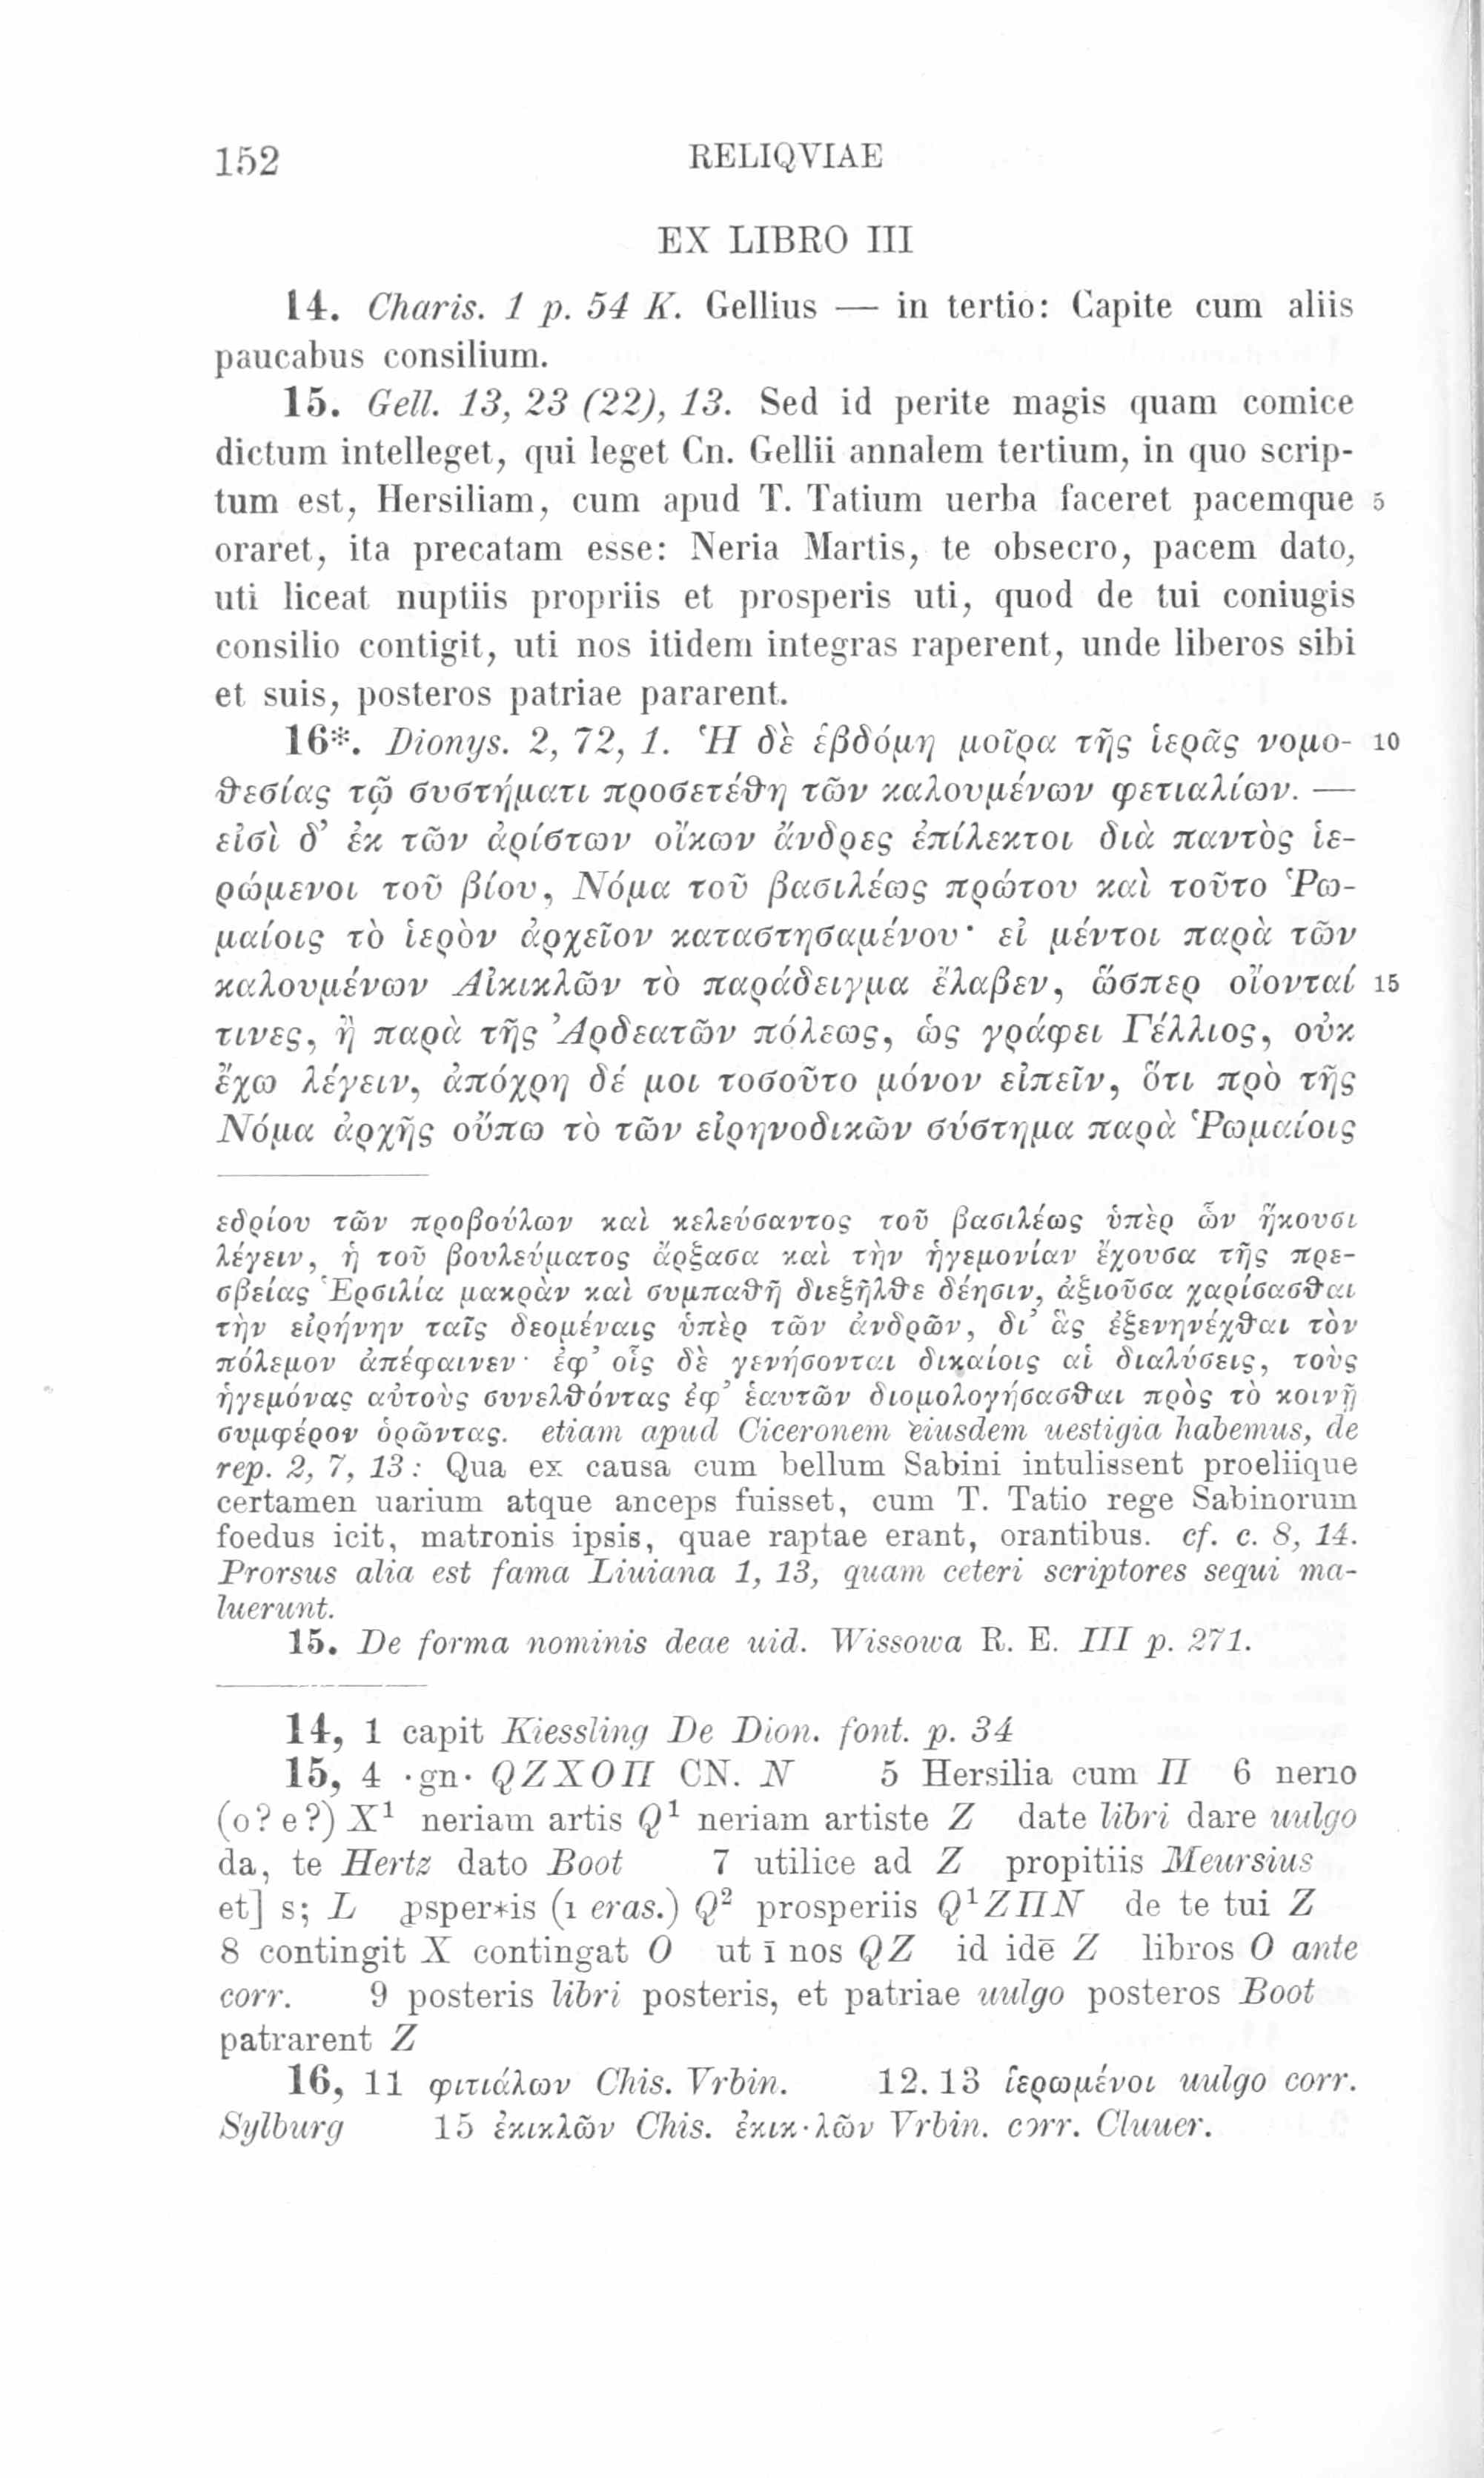 152 RELIQVIAE
EX LIBRO III
14. Charis. 1 p. 54 K. Gellius — in tertio: Capite cum aliis
paucabus consilium.
15. Gell. 13, 23 (22), 13. Sed id perite magis quam comice
dictum intelleget, qui leget Cn. Gellii annalem tertium, in quo scrip-
tum est, Hersiliam, cum apud T. Tatium uerba faceret pacemque 5
oraret, ita precatam esse: Neria Martis, te obsecro, pacem dato,
uti liceat nuptiis propriis et prosperis uti, quod de tui coniugis
consilio contigit, uti nos itidem integras raperent, unde liberos sibi
et suis, posteros patriae pararent.
16*. Dionys. 2, 72, 1. Ἡ δὲ ἑβδόμη μοῖρα τῆς ἱερᾶς νομο- 10
θεσίας τῷ συστήματι προσετέθη τῶν καλουμένων φετιαλίων. —
εἰσὶ δ’ ἐκ τῶν ἀρίστων οἴκων ἄνδρες ἐπίλεκτοι διὰ παντὸς ἱε-
ρώμενοι τοῦ βίου, Νόμα τοῦ βασιλέως πρώτου καὶ τοῦτο Ῥω-
μαίοις τὸ ἱερὸν ἀρχεῖον καταστησαμένου· εἰ μέντοι παρὰ τῶν
καλουμένων Αἰκικλῶν τὸ παράδειγμα ἔλαβεν, ὥσπερ οἴονταί 15
τινες, ἢ παρὰ τῆς Ἀρδεατῶν πόλεως, ὡς γράφει Γέλλιος, οὐκ
ἔχω λέγειν, ἀπόχρη δέ μοι τοσοῦτο μόνον εἰπεῖν, ὅτι πρὸ τῆς
Νόμα ἀρχῆς οὔπω τὸ τῶν εἰρηνοδικῶν σύστημα παρὰ Ῥωμαίοις
εδρίου τῶν προβούλων καὶ κελεύσαντος τοῦ βασιλέως ὑπὲρ ὧν ἥκουσι
λέγειν, ἡ τοῦ βουλεύματος ἄρξασα καὶ τὴν ἡγεμονίαν ἔχουσα τῆς πρε-
σβείας Ἑρσιλία μακρὰν καὶ συμπαθῆ διεξῆλθε δέησιν, ἀξιοῦσα χαρίσασθαι
τὴν εἰρήνην ταῖς δεομέναις ὑπὲρ τῶν ἀνδρῶν, δι’ ἃς ἐξενηνέχθαι τὸν
πόλεμον ἀπέφαινεν· ἐφ’ οἷς δὲ γενήσονται δικαίοις αἱ διαλύσεις, τοὺς
ἡγεμόνας αὐτοὺς συνελθόντας ἐφ’ ἑαυτῶν διομολογήσασθαι πρὸς τὸ κοινῇ
συμφέρον ὁρῶντας. etiam apud Ciceronem eiusdem uestigia habemus, de
rep. 2, 7, 13: Qua ex causa cum bellum Sabini intulissent proeliique
certamen uarium atque anceps fuisset, cum T. Tatio rege Sabinorum
foedus icit, matronis ipsis, quae raptae erant, orantibus. cf. c. 8, 14.
Prorsus alia est fama Liuiana 1, 13, quam ceteri scriptores sequi ma-
luerunt.
15. De forma nominis deae uid. Wissowa R. E. III p. 271.
14, 1 capit Kiessling De Dion. font. p. 34
15, 4 ·gn· QZXOΠ CN. N 5 Hersilia cum Π 6 nerıo
(o? e?) X¹ neriam artis Q¹ neriam artiste Z date libri dare uulgo
da, te Hertz dato Boot 7 utilice ad Z propitiis Meursius
et] s; L ꝓsper*is (ı eras.) Q² prosperiis Q¹ZΠN de te tui Z
8 contingit X contingat O ut ī nos QZ id idē Z libros O ante
corr. 9 posteris libri posteris, et patriae uulgo posteros Boot
patrarent Z
16, 11 φιτιάλων Chis. Vrbin. 12. 13 ἱερωμένοι uulgo corr.
Sylburg 15 ἐκικλῶν Chis. ἐκικ·λῶν Vrbin. corr. Cluuer.